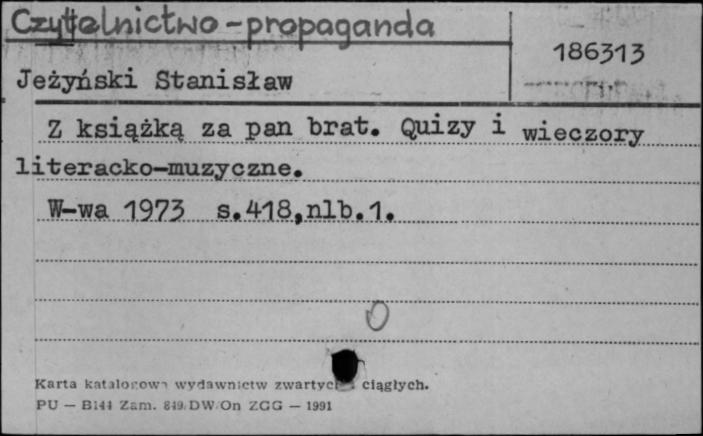 Czytelnictwo-propaganda
186313
Jeżyński Stanisław
Z książką za pan brat. Quizy i wieczory
literacko-muzyczne.
W-wa 1973 s.418,nlb.1.
0
Karta katalogowa wydawnictw zwartych i ciągłych.
PU — B144 Zam. 849/DW/On ZGG — 1991